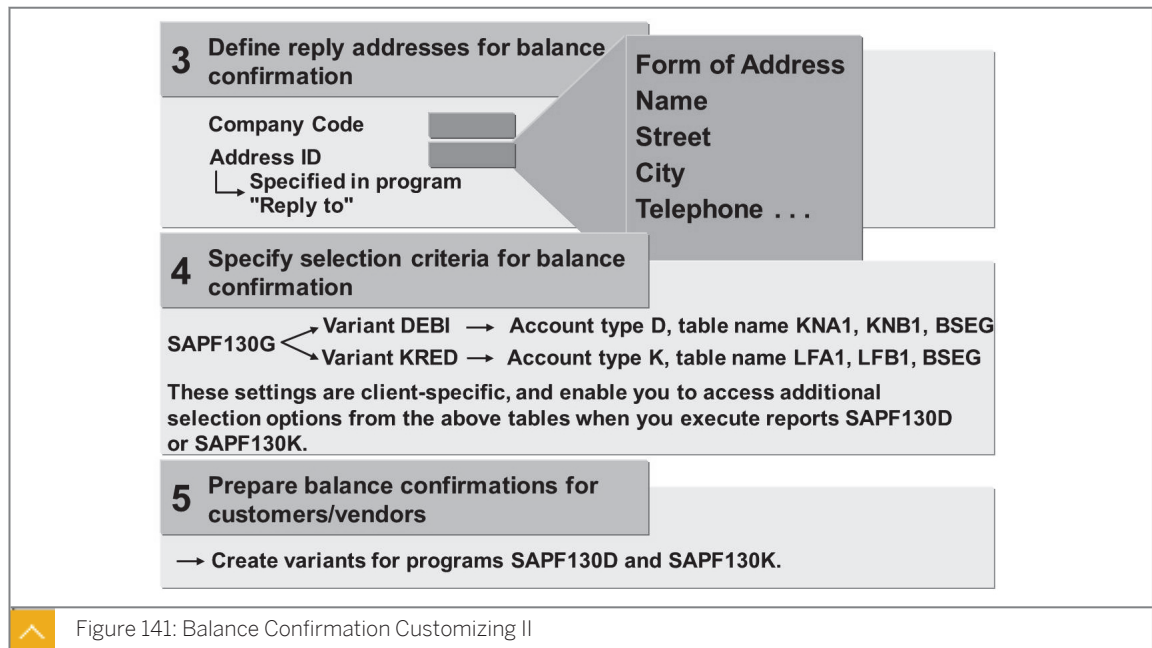 3 Define reply addresses for balance
confirmation
Form of Address
Name
Street
City
Telephone . . .
Company Code
Address ID
Specified in program
"Reply to"
4 Specify selection criteria for balance
confirmation
SAPF130G
Variant DEBI → Account type D, table name KNA1, KNB1, BSEG
Variant KRED → Account type K, table name LFA1, LFB1, BSEG
These settings are client-specific, and enable you to access additional
selection options from the above tables when you execute reports SAPF130D
or SAPF130K.
5 Prepare balance confirmations for
customers/vendors
→ Create variants for programs SAPF130D and SAPF130K.
Figure 141: Balance Confirmation Customizing II